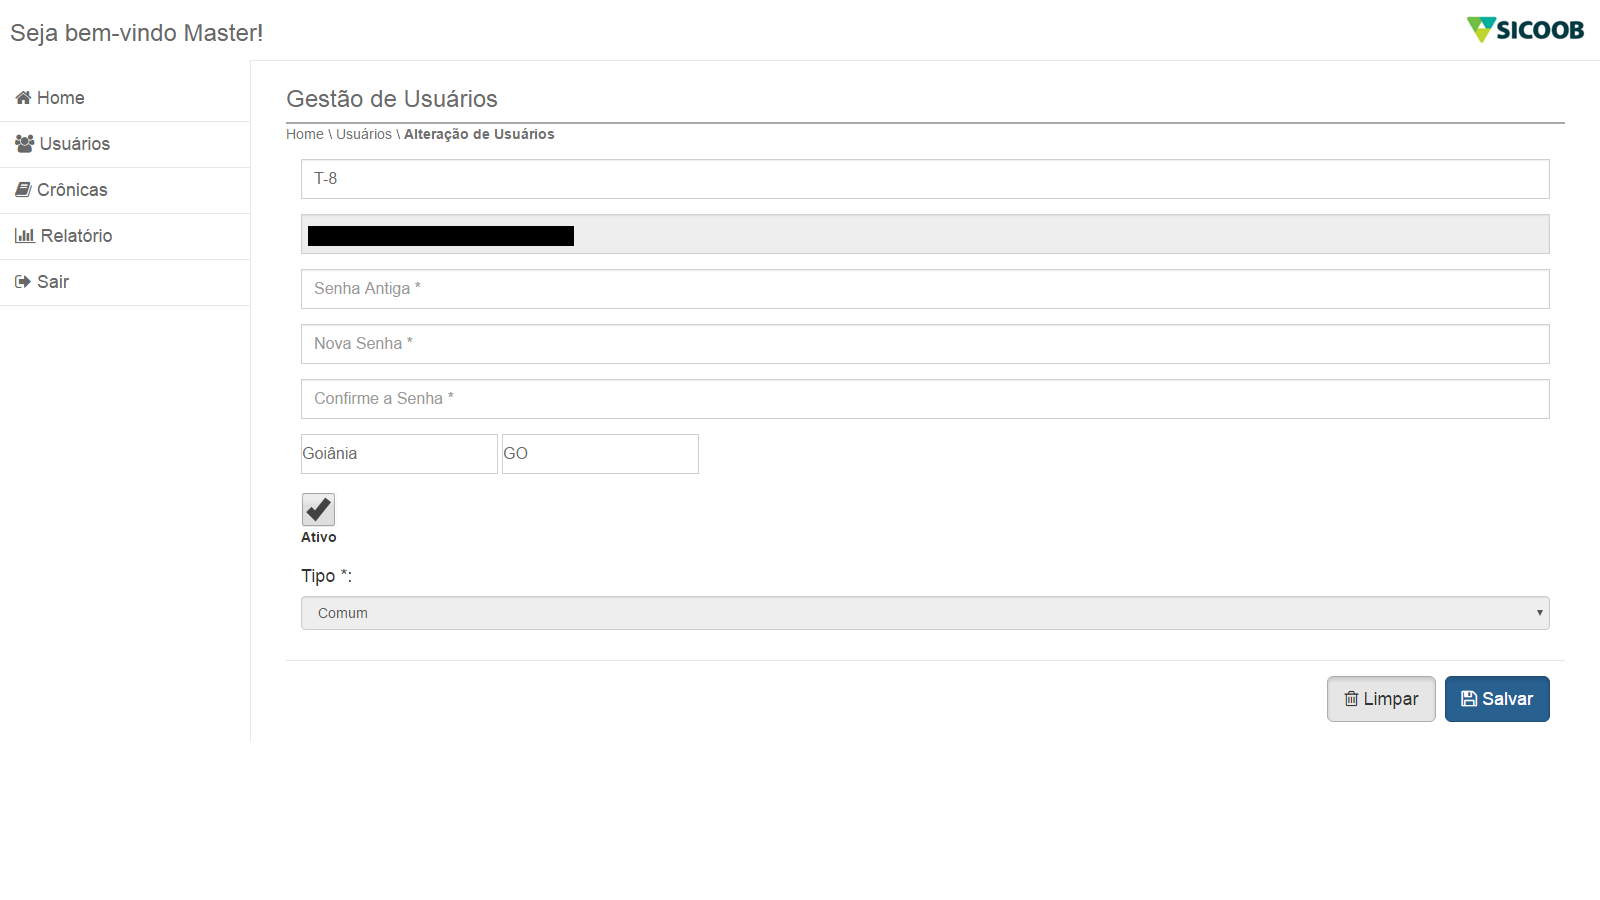 Seja bem-vindo Master!
SICOOB
Home
Usuários
Crônicas
Relatório
Sair
Gestão de Usuários
Home \ Usuários \ Alteração de Usuários
T-8
Senha Antiga *
Nova Senha *
Confirme a Senha *
Goiânia GO
Ativo
Tipo *:
Comum
Limpar Salvar